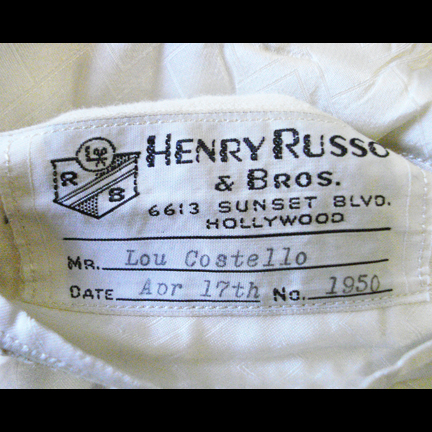 HENRY RUSSO
& BROS.
R S
6613 SUNSET BLVD.
HOLLYWOOD
MR. Lou Costello
DATE Apr 17th No. 1950